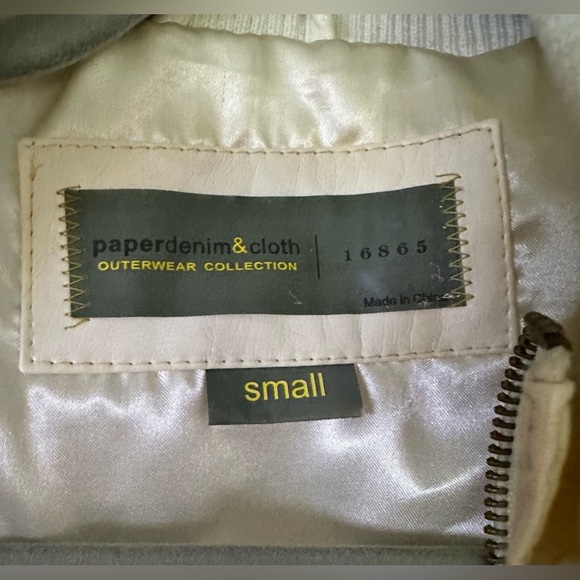 paperdenim&cloth | 16865
OUTERWEAR COLLECTION
Made in China
small